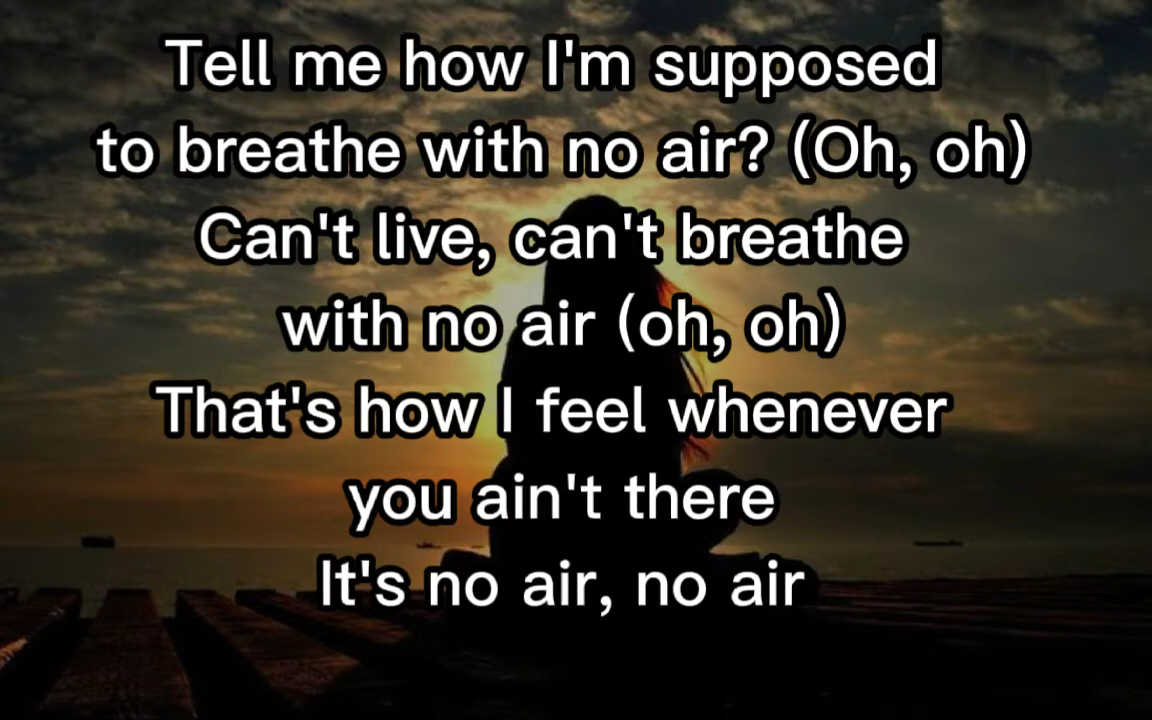 Tell me how I'm supposed
to breathe with no air? (Oh, oh)
Can't live, can't breathe
with no air (oh, oh)
That's how I feel whenever
you ain't there
It's no air, no air